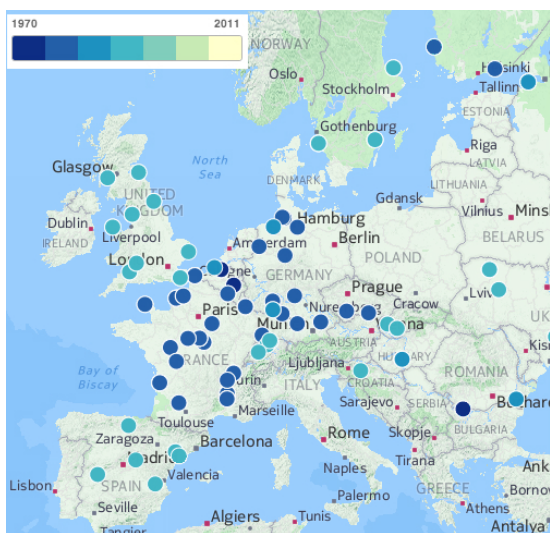 1970 2011
NORWAY
Oslo
Stockholm
Helsinki
Tallinn
ESTONIA
Gothenburg
Riga
LATVIA
North
Sea
Glasgow
UNITED
KINGDOM
DENMARK
LITHUANIA
Vilnius
Minsk
Gdansk
Dublin
IRELAND
Liverpool
Hamburg
BELARUS
Amsterdam
Berlin
POLAND
London
GERMANY
Prague
Lviv
Cracow
Paris
Nuremberg
Vienna
AUSTRIA
FRANCE
HUNGARY
Ljubljana
CROATIA
ROMANIA
Bay of
Biscay
Turin
ITALY
Sarajevo
SERBIA
Marseille
Toulouse
BULGARIA
Skopje
Zaragoza
Barcelona
Rome
Tirana
Madrid
Naples
Valencia
Lisbon
SPAIN
GREECE
Palermo
Athens
Seville
Algiers
Tunis
Antalya
Tangier